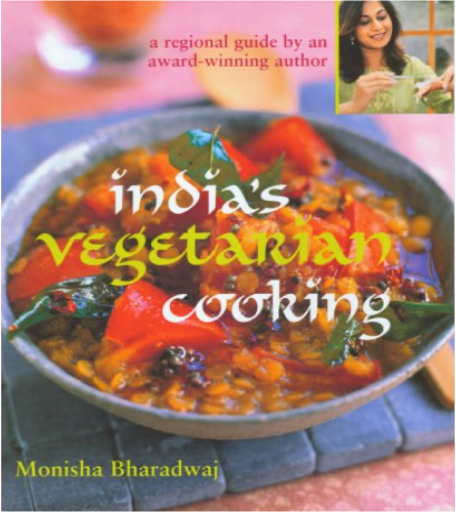 a regional guide by an
award-winning author
india's
vegetarian
cooking
Monisha Bharadwaj